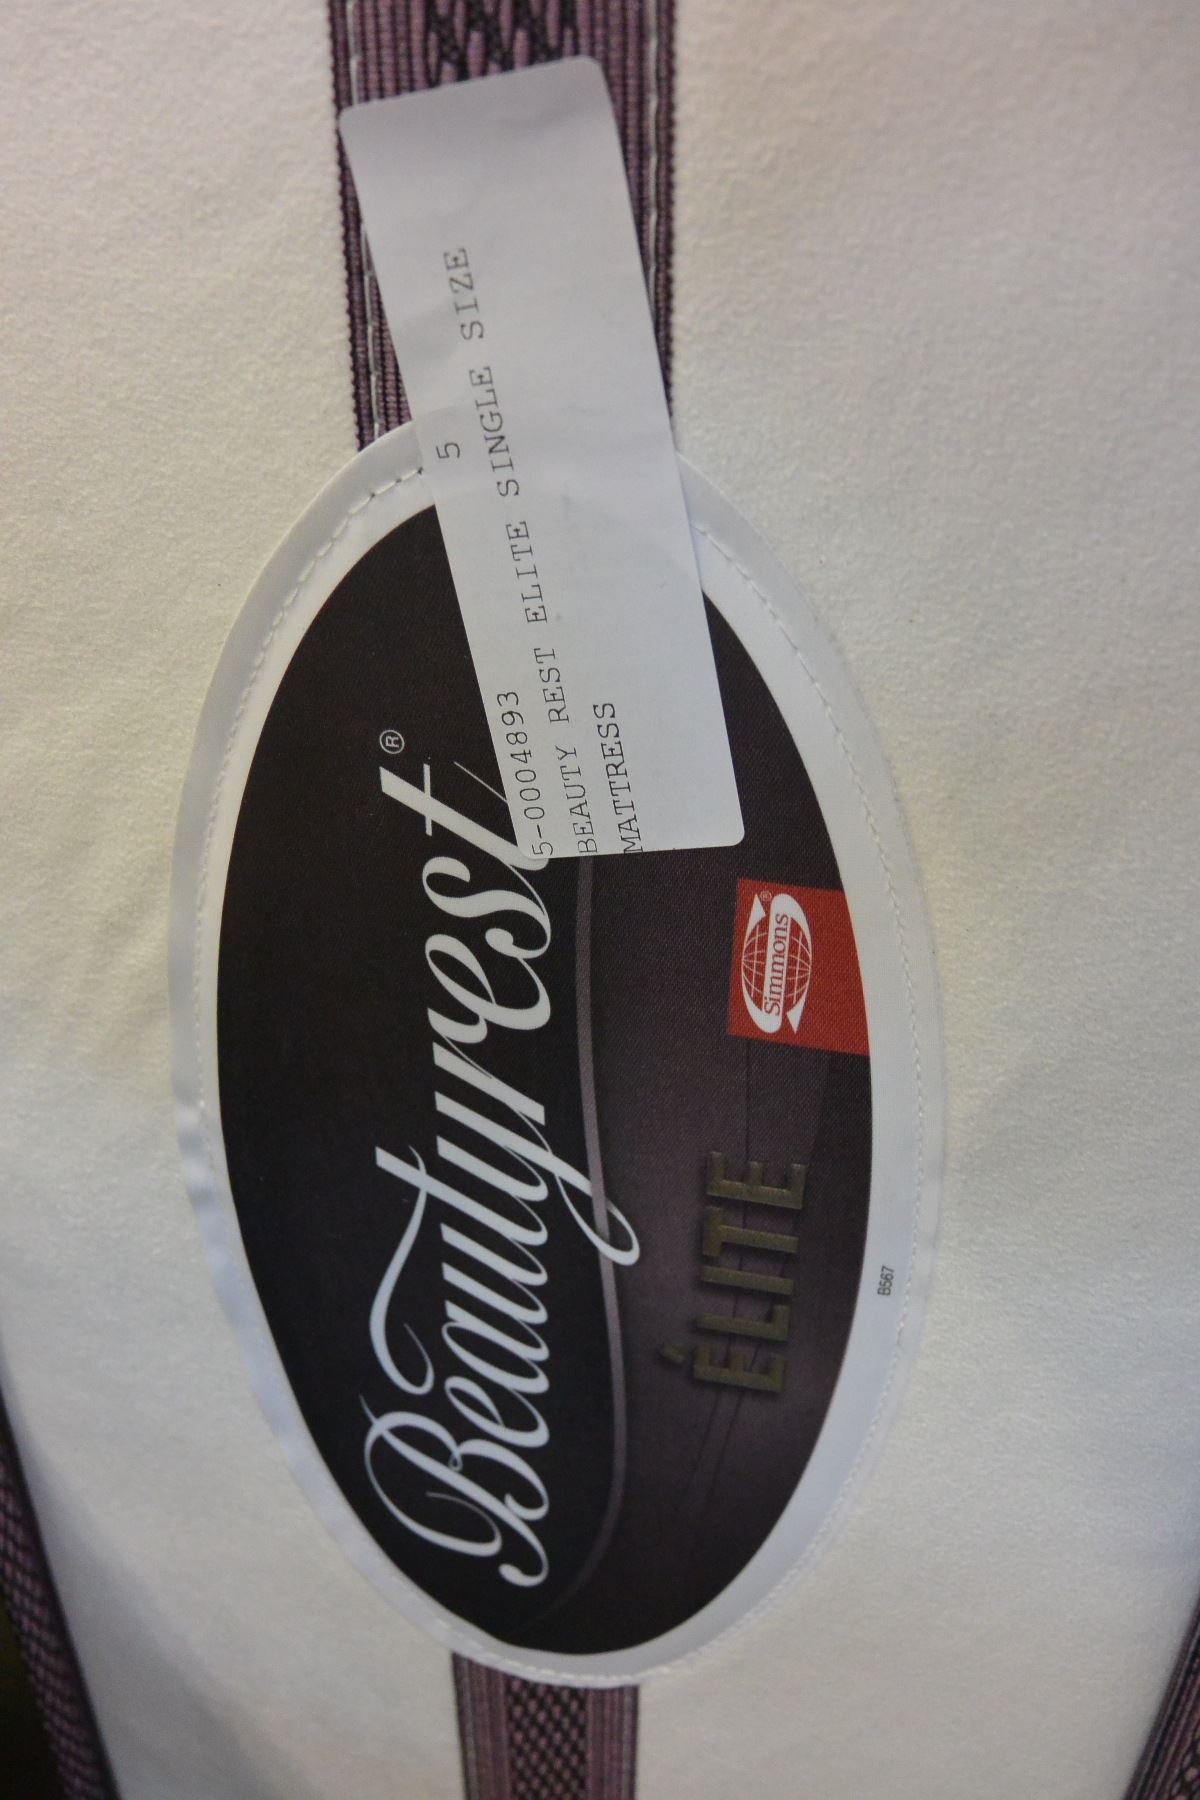 5-0004893 5
BEAUTY REST ELITE SINGLE SIZE
MATTRESS
Beautyrest®
ÉLITE
Simmons®
B567